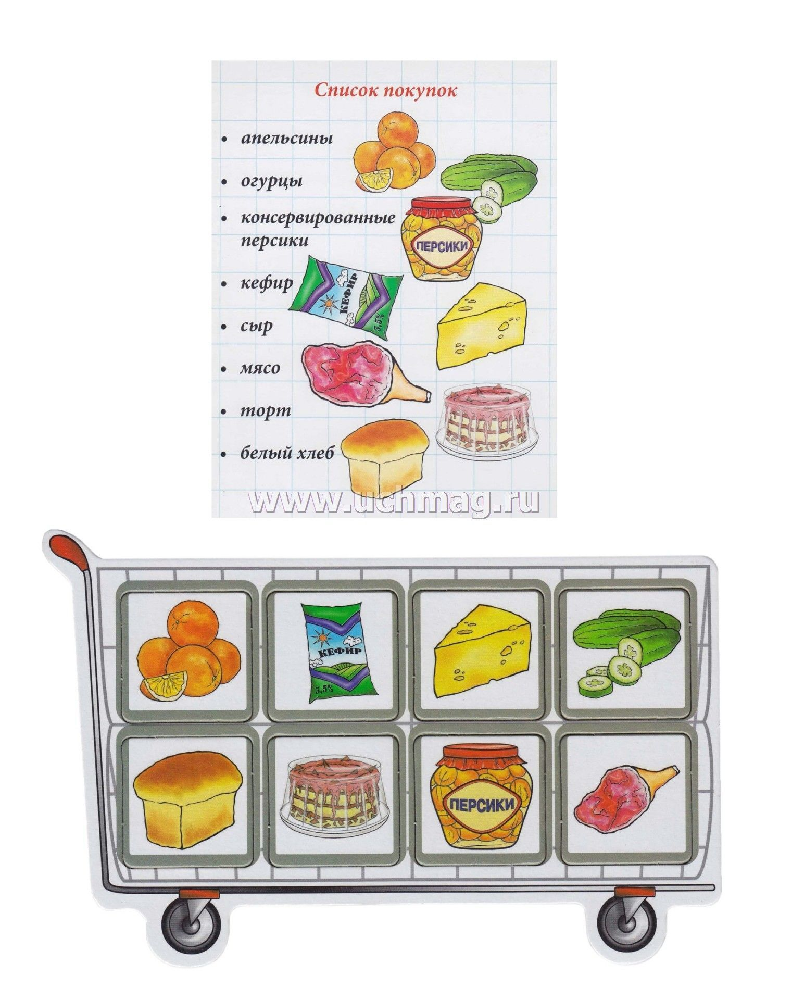 Список покупок
• апельсины
• огурцы
• консервированные
персики
ПЕРСИКИ
• кефир
КЕФИР
3,5%
• сыр
• мясо
• торт
• белый хлеб
www.uchmag.ru
КЕФИР
3,5%
ПЕРСИКИ